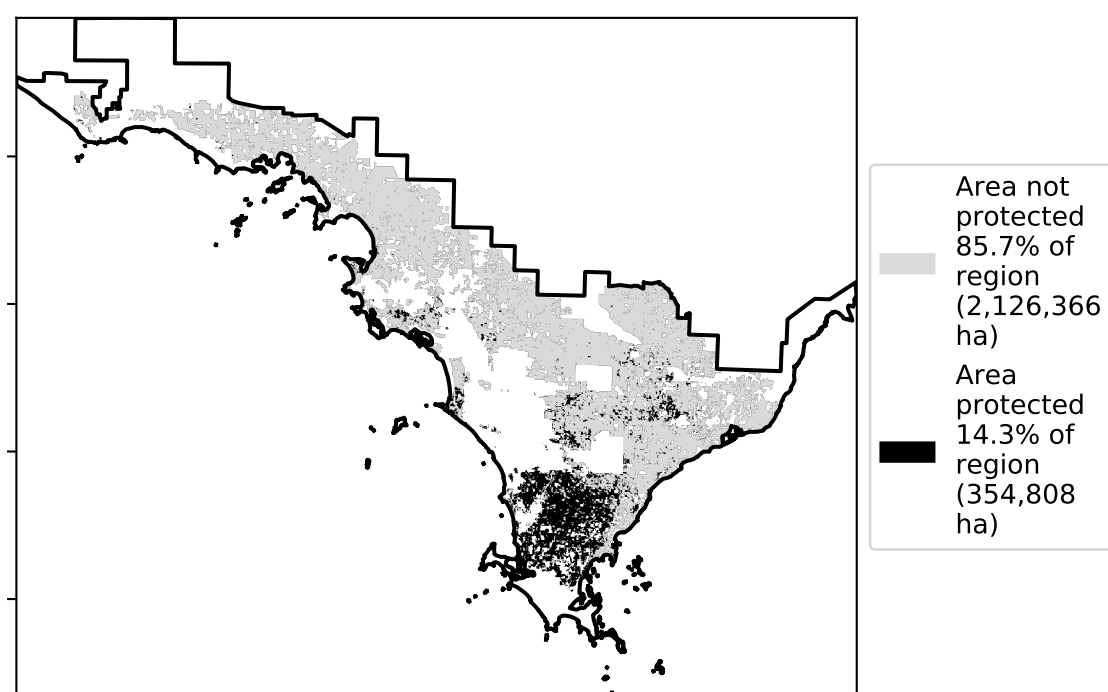 Area not
protected
85.7% of
region
(2,126,366
ha)
Area
protected
14.3% of
region
(354,808
ha)